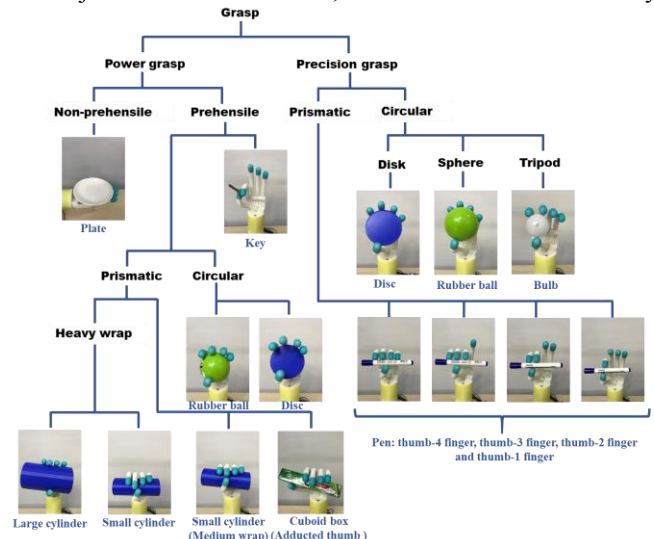 Grasp
Power grasp
Precision grasp
Non-prehensile
Prehensile
Prismatic
Circular
Disk
Sphere
Tripod
Plate
Key
Disc
Rubber ball
Bulb
Prismatic
Circular
Heavy wrap
Rubber ball
Disc
Pen: thumb-4 finger, thumb-3 finger, thumb-2 finger
and thumb-1 finger
Large cylinder
Small cylinder
Small cylinder
(Medium wrap)
Cuboid box
(Adducted thumb )